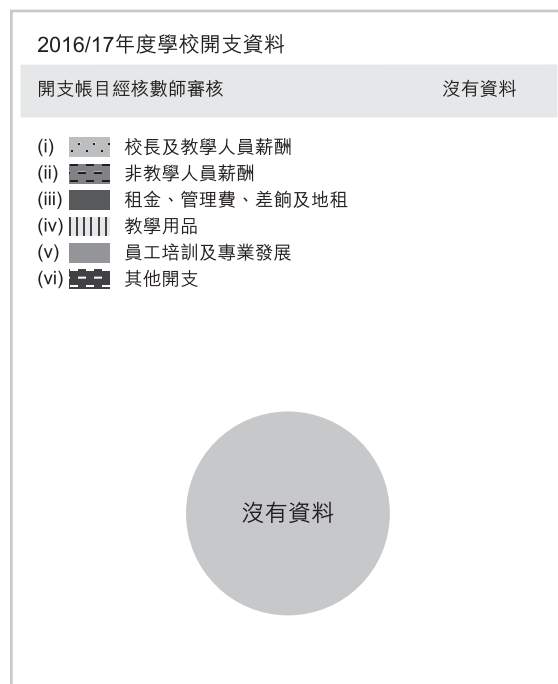 2016/17年度學校開支資料
開支帳目經核數師審核 沒有資料
(i) 校長及教學人員薪酬
(ii) 非教學人員薪酬
(iii) 租金、管理費、差餉及地租
(iv) 教學用品
(v) 員工培訓及專業發展
(vi) 其他開支
沒有資料